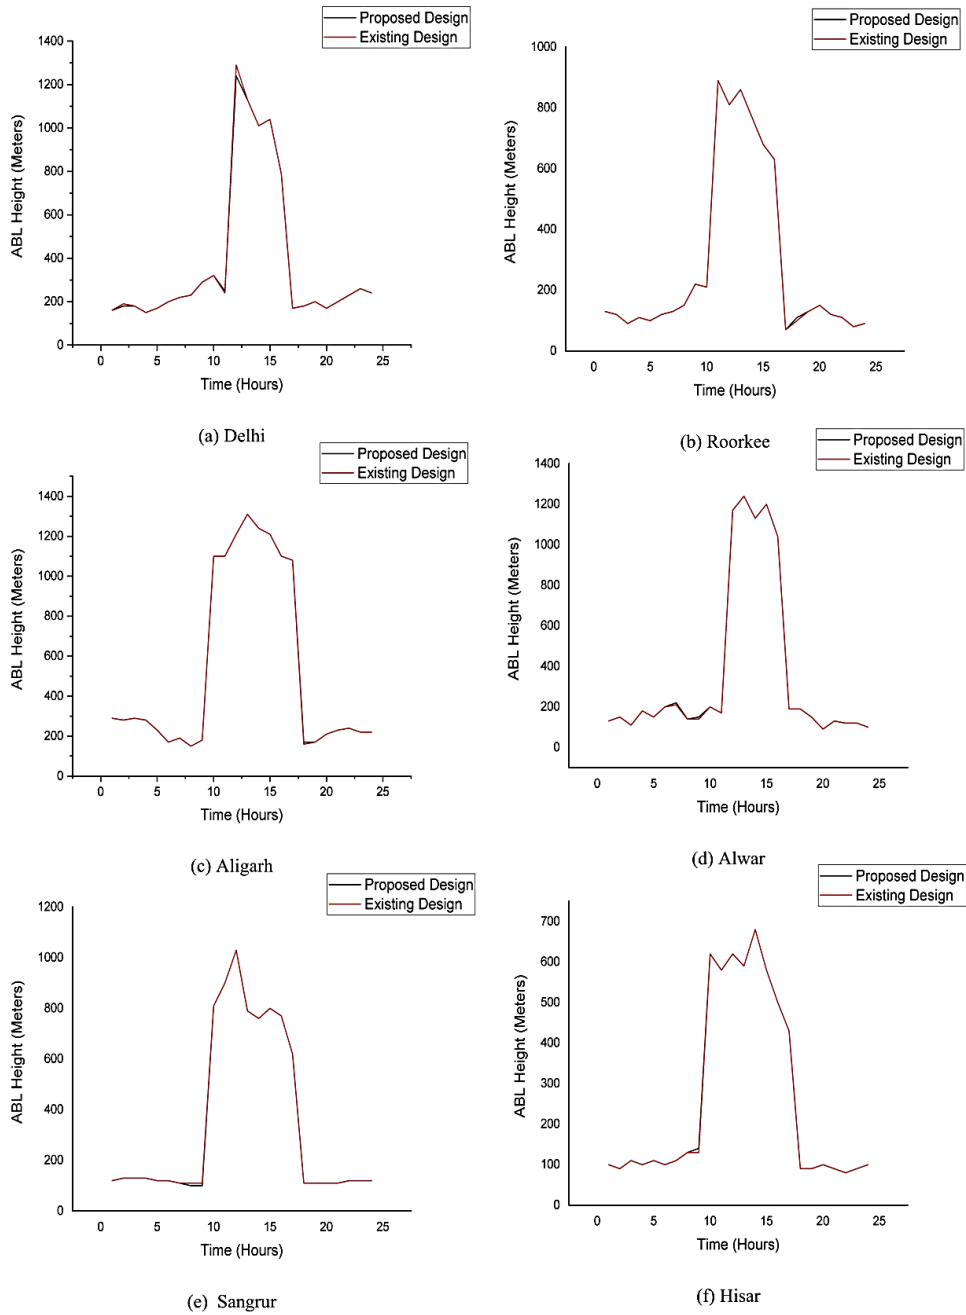 Proposed Design
Existing Design
1400
1200
1000
800
600
400
200
0
ABL Height (Meters)
0 5 10 15 20 25
Time (Hours)
(a) Delhi
Proposed Design
Existing Design
1000
800
600
400
200
0
ABL Height (Meters)
0 5 10 15 20 25
Time (Hours)
(b) Roorkee
Proposed Design
Existing Design
1400
1200
1000
800
600
400
200
0
ABL Height (Meters)
0 5 10 15 20 25
Time (Hours)
(c) Aligarh
Proposed Design
Existing Design
1400
1200
1000
800
600
400
200
0
ABL Height (Meters)
0 5 10 15 20 25
Time (Hours)
(d) Alwar
Proposed Design
Existing Design
1200
1000
800
600
400
200
0
ABL Height (Meters)
0 5 10 15 20 25
Time (Hours)
(e) Sangrur
Proposed Design
Existing Design
700
600
500
400
300
200
100
0
ABL Height (Meters)
0 5 10 15 20 25
Time (Hours)
(f) Hisar